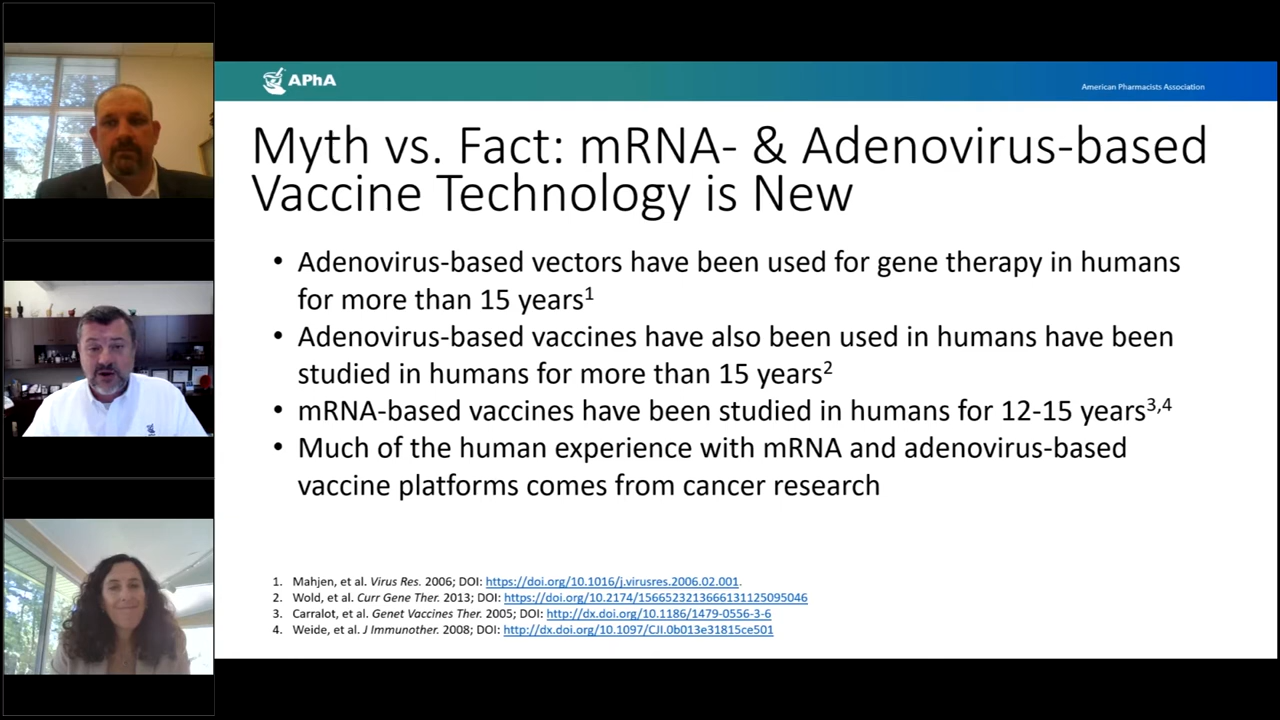 APhA
American Pharmacists Association
Myth vs. Fact: mRNA- & Adenovirus-based
Vaccine Technology is New
• Adenovirus-based vectors have been used for gene therapy in humans
for more than 15 years1
• Adenovirus-based vaccines have also been used in humans have been
studied in humans for more than 15 years2
• mRNA-based vaccines have been studied in humans for 12-15 years3,4
• Much of the human experience with mRNA and adenovirus-based
vaccine platforms comes from cancer research
1. Mahjen, et al. Virus Res. 2006; DOI: https://doi.org/10.1016/j.virusres.2006.02.001.
2. Wold, et al. Curr Gene Ther. 2013; DOI: https://doi.org/10.2174/1566523213666131125095046
3. Carralot, et al. Genet Vaccines Ther. 2005; DOI: http://dx.doi.org/10.1186/1479-0556-3-6
4. Weide, et al. J Immunother. 2008; DOI: http://dx.doi.org/10.1097/CJI.0b013e31815ce501